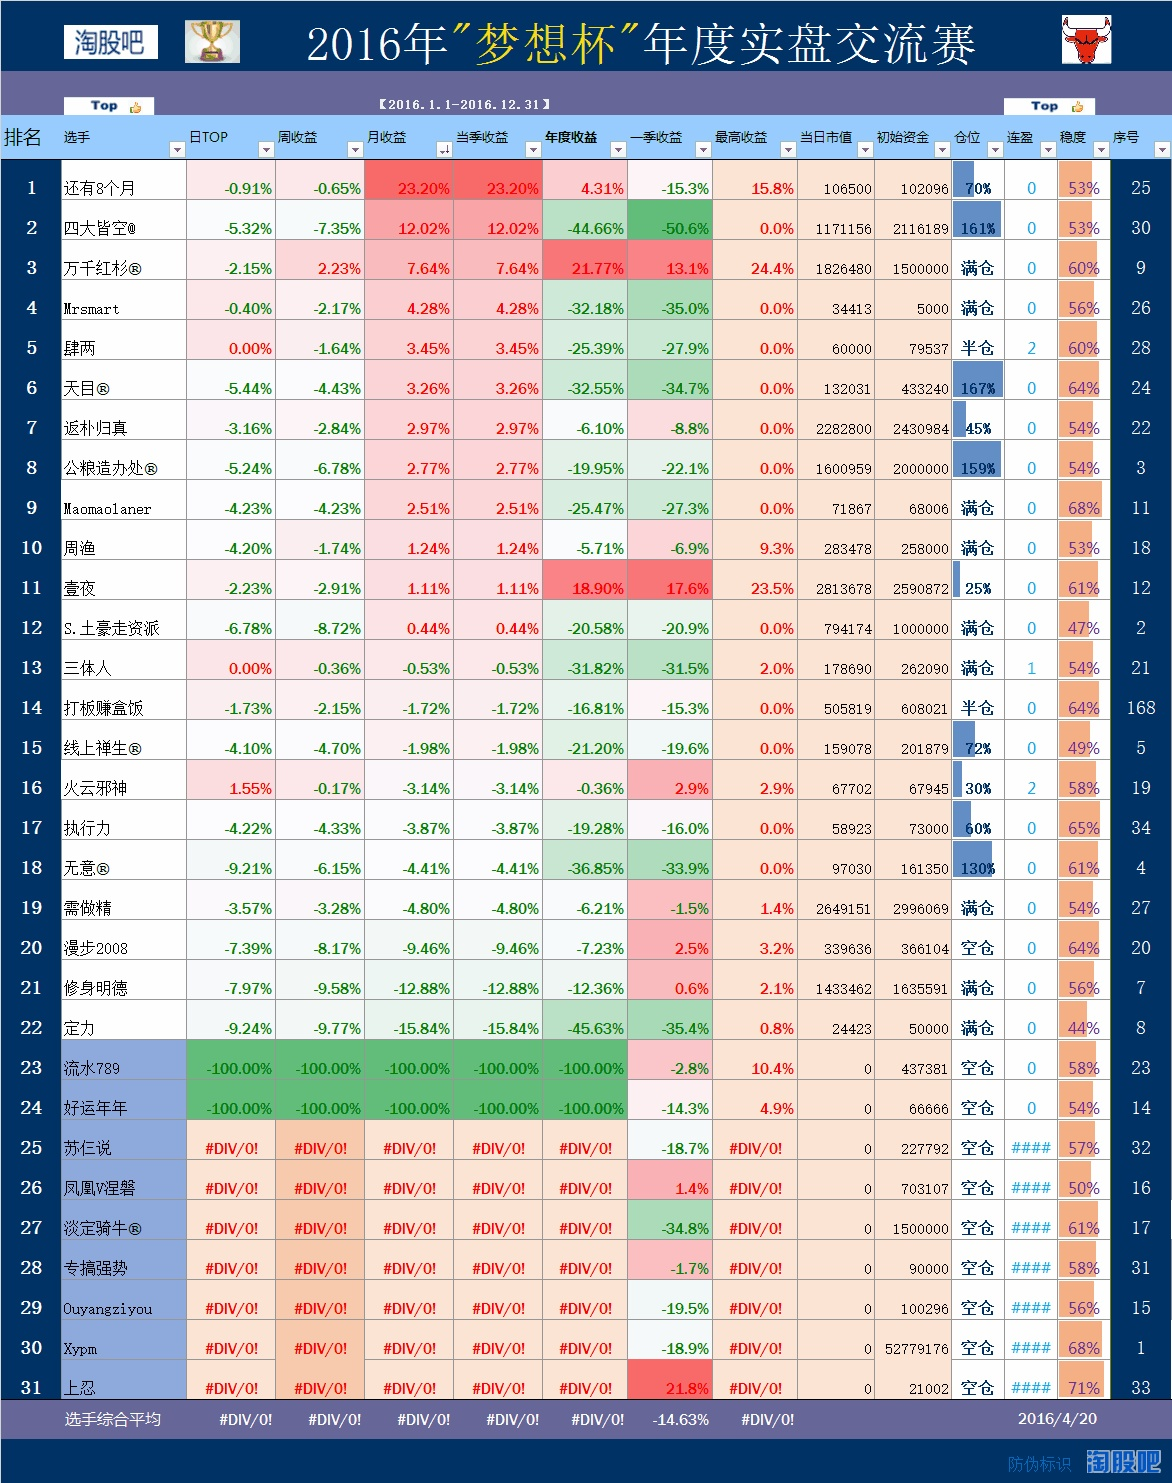 淘股吧 2016年"梦想杯"年度实盘交流赛
Top 【2016.1.1-2016.12.31】 Top
排名 选手 日TOP 周收益 月收益 当季收益 年度收益 一季收益 最高收益 当日市值 初始资金 仓位 连盈 稳度 序号
1 还有8个月 -0.91% -0.65% 23.20% 23.20% 4.31% -15.3% 15.8% 106500 102096 70% 0 53% 25
2 四大皆空@ -5.32% -7.35% 12.02% 12.02% -44.66% -50.6% 0.0% 1171156 2116189 161% 0 53% 30
3 万千红杉® -2.15% 2.23% 7.64% 7.64% 21.77% 13.1% 24.4% 1826480 1500000 满仓 0 60% 9
4 Mrsmart -0.40% -2.17% 4.28% 4.28% -32.18% -35.0% 0.0% 34413 5000 满仓 0 56% 26
5 肆两 0.00% -1.64% 3.45% 3.45% -25.39% -27.9% 0.0% 60000 79537 半仓 2 60% 28
6 天目® -5.44% -4.43% 3.26% 3.26% -32.55% -34.7% 0.0% 132031 433240 167% 0 64% 24
7 返朴归真 -3.16% -2.84% 2.97% 2.97% -6.10% -8.8% 0.0% 2282800 2430984 45% 0 54% 22
8 公粮造办处® -5.24% -6.78% 2.77% 2.77% -19.95% -22.1% 0.0% 1600959 2000000 159% 0 54% 3
9 Maomaolaner -4.23% -4.23% 2.51% 2.51% -25.47% -27.3% 0.0% 71867 68006 满仓 0 68% 11
10 周渔 -4.20% -1.74% 1.24% 1.24% -5.71% -6.9% 9.3% 283478 258000 满仓 0 53% 18
11 壹夜 -2.23% -2.91% 1.11% 1.11% 18.90% 17.6% 23.5% 2813678 2590872 25% 0 61% 12
12 S.土豪走资派 -6.78% -8.72% 0.44% 0.44% -20.58% -20.9% 0.0% 794174 1000000 满仓 0 47% 2
13 三体人 0.00% -0.36% -0.53% -0.53% -31.82% -31.5% 2.0% 178690 262090 满仓 1 54% 21
14 打板赚盒饭 -1.73% -2.15% -1.72% -1.72% -16.81% -15.3% 0.0% 505819 608021 半仓 0 64% 168
15 线上禅生® -4.10% -4.70% -1.98% -1.98% -21.20% -19.6% 0.0% 159078 201879 72% 0 49% 5
16 火云邪神 1.55% -0.17% -3.14% -3.14% -0.36% 2.9% 2.9% 67702 67945 30% 2 58% 19
17 执行力 -4.22% -4.33% -3.87% -3.87% -19.28% -16.0% 0.0% 58923 73000 60% 0 65% 34
18 无意® -9.21% -6.15% -4.41% -4.41% -36.85% -33.9% 0.0% 97030 161350 130% 0 61% 4
19 需做精 -3.57% -3.28% -4.80% -4.80% -6.21% -1.5% 1.4% 2649151 2996069 满仓 0 54% 27
20 漫步2008 -7.39% -8.17% -9.46% -9.46% -7.23% 2.5% 3.2% 339636 366104 空仓 0 64% 20
21 修身明德 -7.97% -9.58% -12.88% -12.88% -12.36% 0.6% 2.1% 1433462 1635591 满仓 0 56% 7
22 定力 -9.24% -9.77% -15.84% -15.84% -45.63% -35.4% 0.8% 24423 50000 满仓 0 44% 8
23 流水789 -100.00% -100.00% -100.00% -100.00% -100.00% -2.8% 10.4% 0 437381 空仓 0 58% 23
24 好运年年 -100.00% -100.00% -100.00% -100.00% -100.00% -14.3% 4.9% 0 66666 空仓 0 54% 14
25 苏仨说 #DIV/0! #DIV/0! #DIV/0! #DIV/0! #DIV/0! -18.7% #DIV/0! 0 227792 空仓 #### 57% 32
26 凤凰V涅磐 #DIV/0! #DIV/0! #DIV/0! #DIV/0! #DIV/0! 1.4% #DIV/0! 0 703107 空仓 #### 50% 16
27 淡定骑牛® #DIV/0! #DIV/0! #DIV/0! #DIV/0! #DIV/0! -34.8% #DIV/0! 0 1500000 空仓 #### 61% 17
28 专搞强势 #DIV/0! #DIV/0! #DIV/0! #DIV/0! #DIV/0! -1.7% #DIV/0! 0 90000 空仓 #### 58% 31
29 Ouyangziyou #DIV/0! #DIV/0! #DIV/0! #DIV/0! #DIV/0! -19.5% #DIV/0! 0 100296 空仓 #### 56% 15
30 Xypm #DIV/0! #DIV/0! #DIV/0! #DIV/0! #DIV/0! -18.9% #DIV/0! 0 52779176 空仓 #### 68% 1
31 上忍 #DIV/0! #DIV/0! #DIV/0! #DIV/0! #DIV/0! 21.8% #DIV/0! 0 21002 空仓 #### 71% 33
选手综合平均 #DIV/0! #DIV/0! #DIV/0! #DIV/0! #DIV/0! -14.63% #DIV/0! 2016/4/20
防伪标识 淘股吧